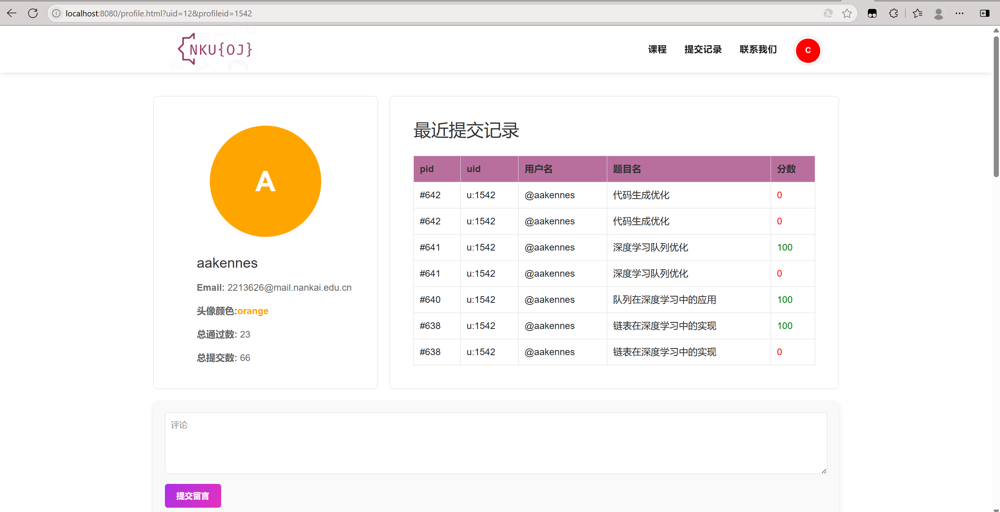 localhost:8080/profile.html?uid=12&profileid=1542
NKU{OJ}
课程 提交记录 联系我们 C
A
aakennes
Email: 2213626@mail.nankai.edu.cn
头像颜色:orange
总通过数: 23
总提交数: 66
最近提交记录
pid uid 用户名 题目名 分数
#642 u:1542 @aakennes 代码生成优化 0
#642 u:1542 @aakennes 代码生成优化 0
#641 u:1542 @aakennes 深度学习队列优化 100
#641 u:1542 @aakennes 深度学习队列优化 0
#640 u:1542 @aakennes 队列在深度学习中的应用 100
#638 u:1542 @aakennes 链表在深度学习中的实现 100
#638 u:1542 @aakennes 链表在深度学习中的实现 0
评论
提交留言